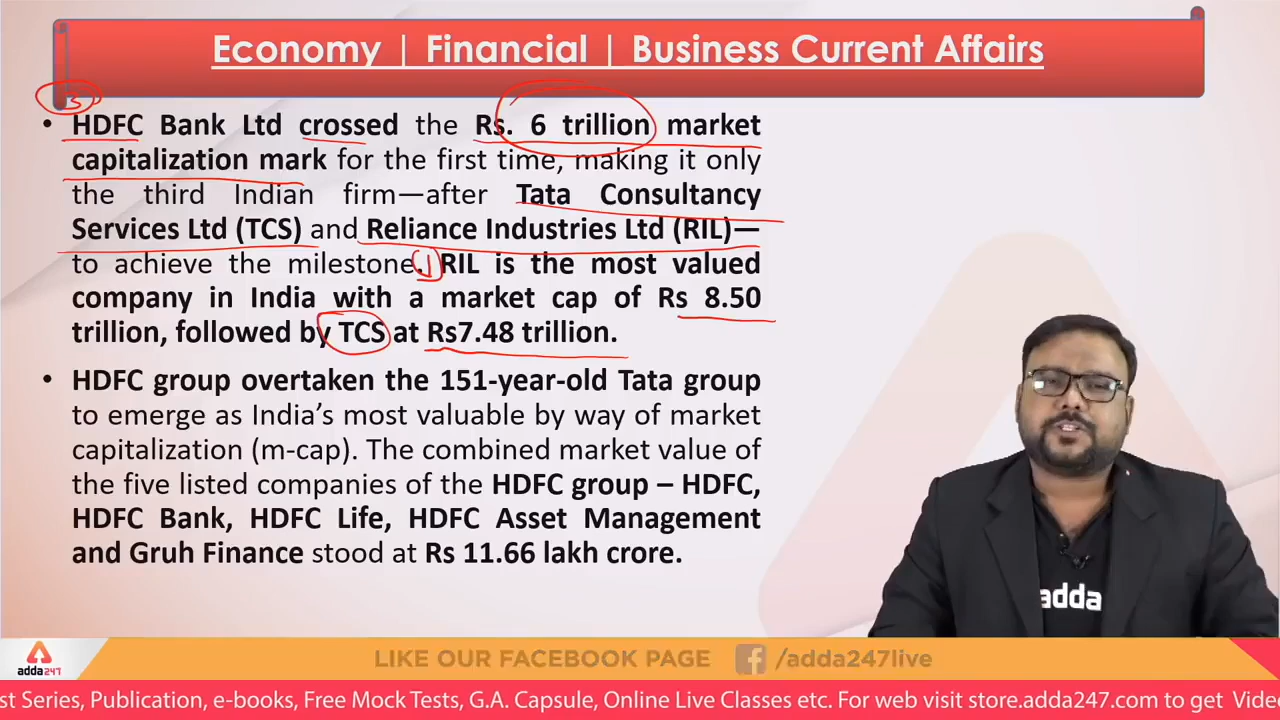 Economy | Financial | Business Current Affairs
3
• HDFC Bank Ltd crossed the Rs. 6 trillion market
capitalization mark for the first time, making it only
the third Indian firm—after Tata Consultancy
Services Ltd (TCS) and Reliance Industries Ltd (RIL)—
to achieve the milestone. 1 RIL is the most valued
company in India with a market cap of Rs 8.50
trillion, followed by TCS at Rs7.48 trillion.
• HDFC group overtaken the 151-year-old Tata group
to emerge as India’s most valuable by way of market
capitalization (m-cap). The combined market value of
the five listed companies of the HDFC group – HDFC,
HDFC Bank, HDFC Life, HDFC Asset Management
and Gruh Finance stood at Rs 11.66 lakh crore.
adda
adda247
LIKE OUR FACEBOOK PAGE f /adda247live
st Series, Publication, e-books, Free Mock Tests, G.A. Capsule, Online Live Classes etc. For web visit store.adda247.com to get Vide